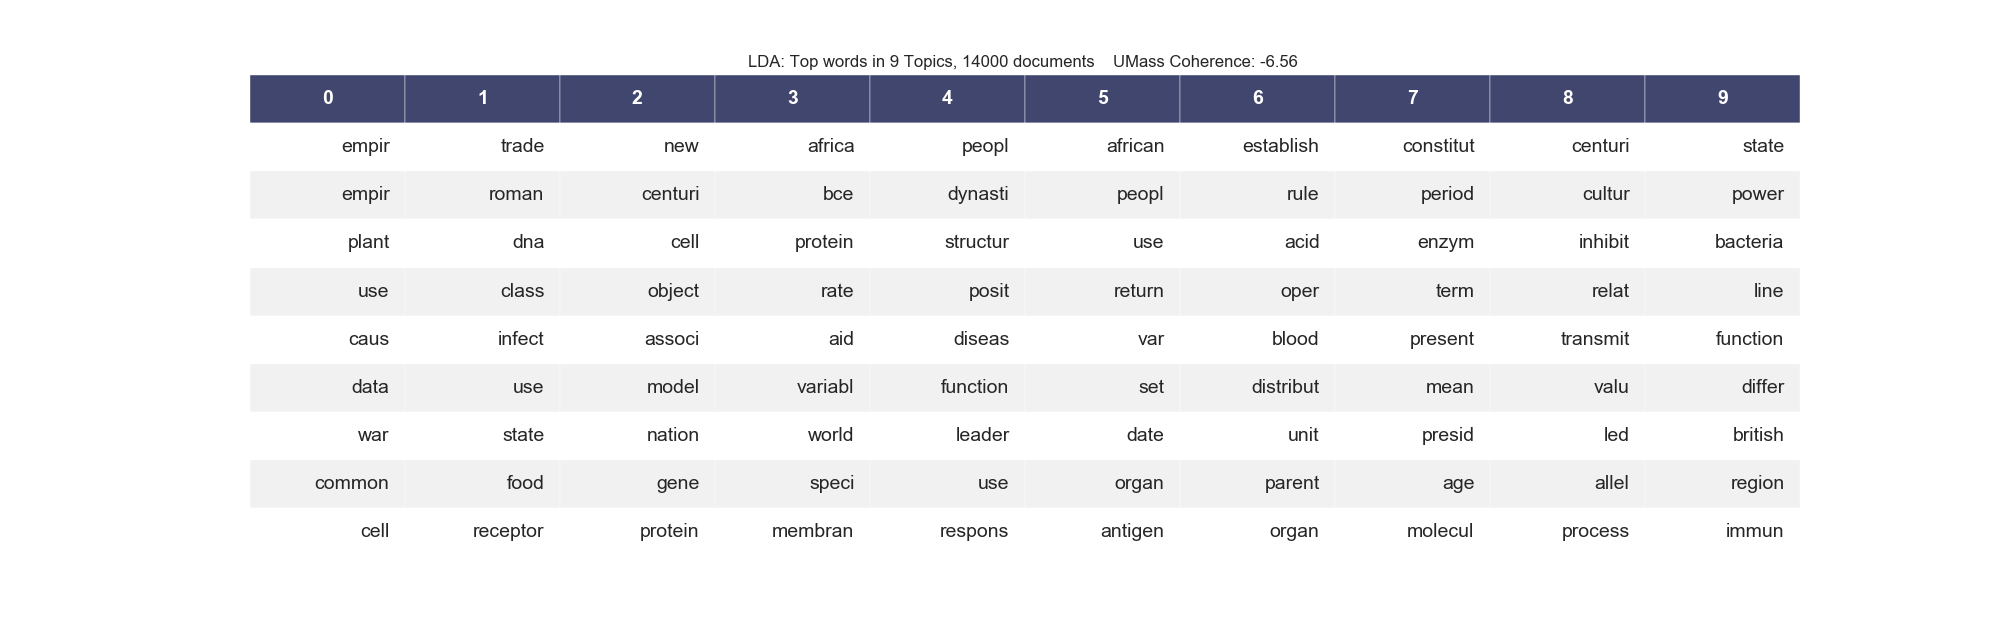 LDA: Top words in 9 Topics, 14000 documents    UMass Coherence: -6.56
0 1 2 3 4 5 6 7 8 9
empir trade new africa peopl african establish constitut centuri state
empir roman centuri bce dynasti peopl rule period cultur power
plant dna cell protein structur use acid enzym inhibit bacteria
use class object rate posit return oper term relat line
caus infect associ aid diseas var blood present transmit function
data use model variabl function set distribut mean valu differ
war state nation world leader date unit presid led british
common food gene speci use organ parent age allel region
cell receptor protein membran respons antigen organ molecul process immun